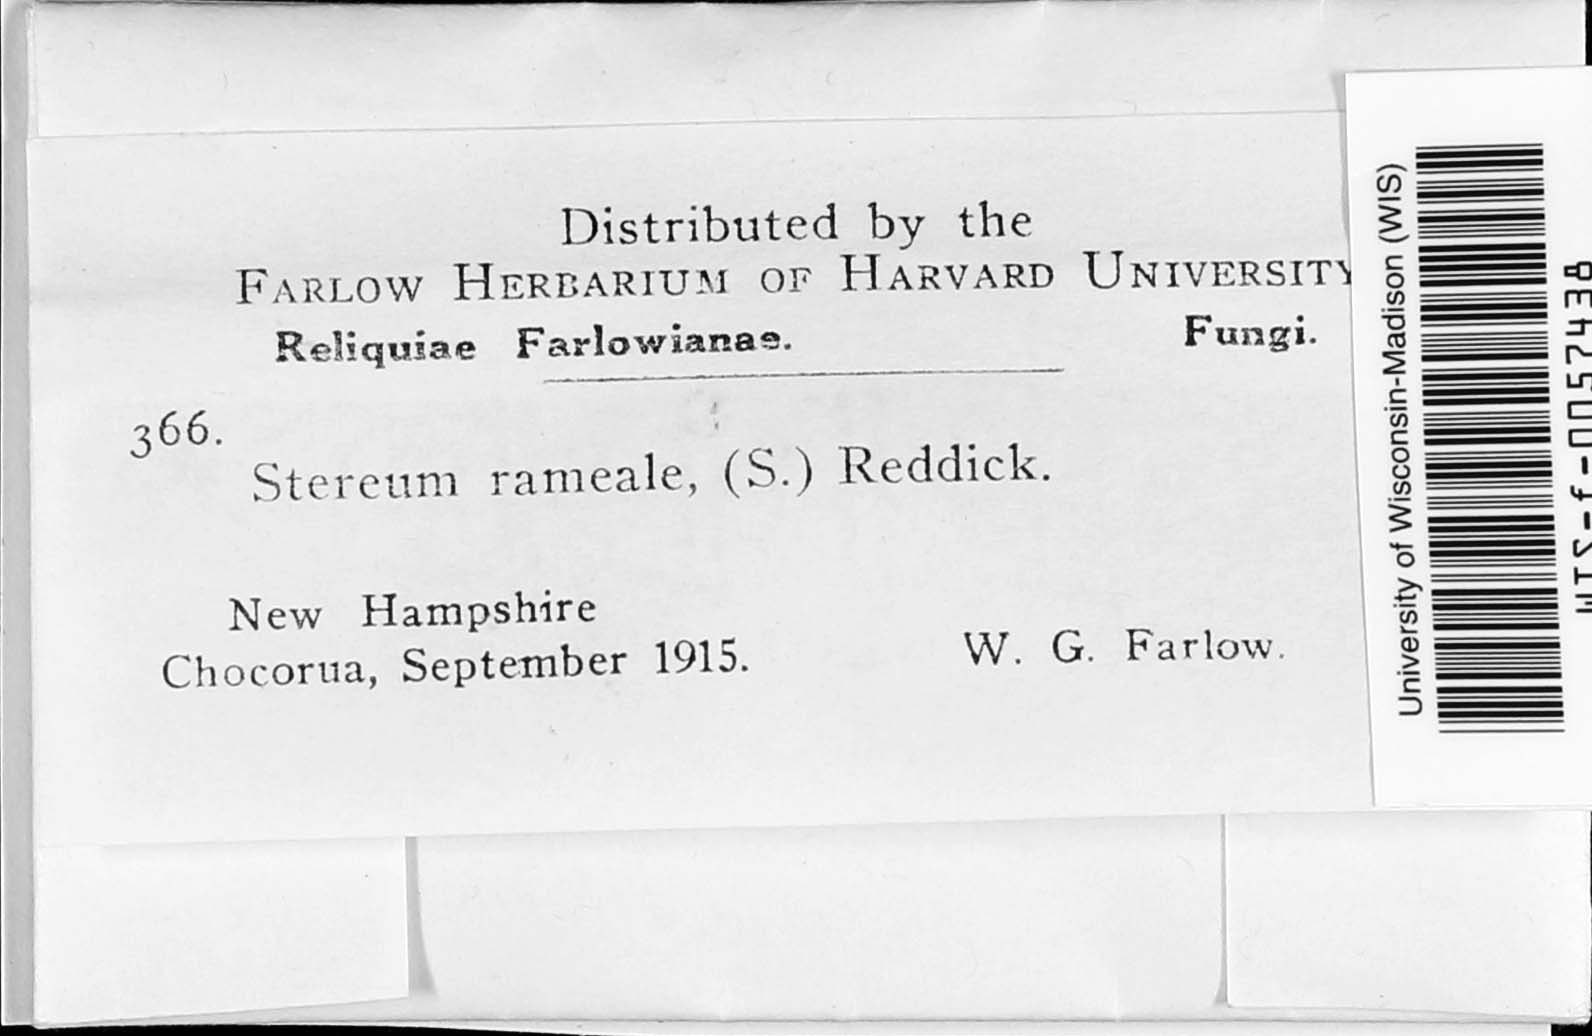 Distributed by the
FARLOW HERBARIUM OF HARVARD UNIVERSITY
Reliquiae Farlowianae. Fungi.
366.
Stereum rameale, (S.) Reddick.
New Hampshire
Chocorua, September 1915. W. G. Farlow.
University of Wisconsin-Madison (WIS)
WIS-f-0057438